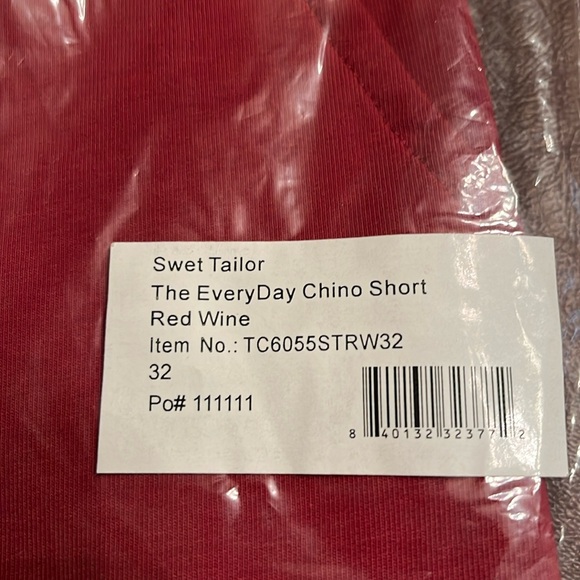 Swet Tailor
The EveryDay Chino Short
Red Wine
Item No.: TC6055STRW32
32
Po# 111111
8 40132 32377 2